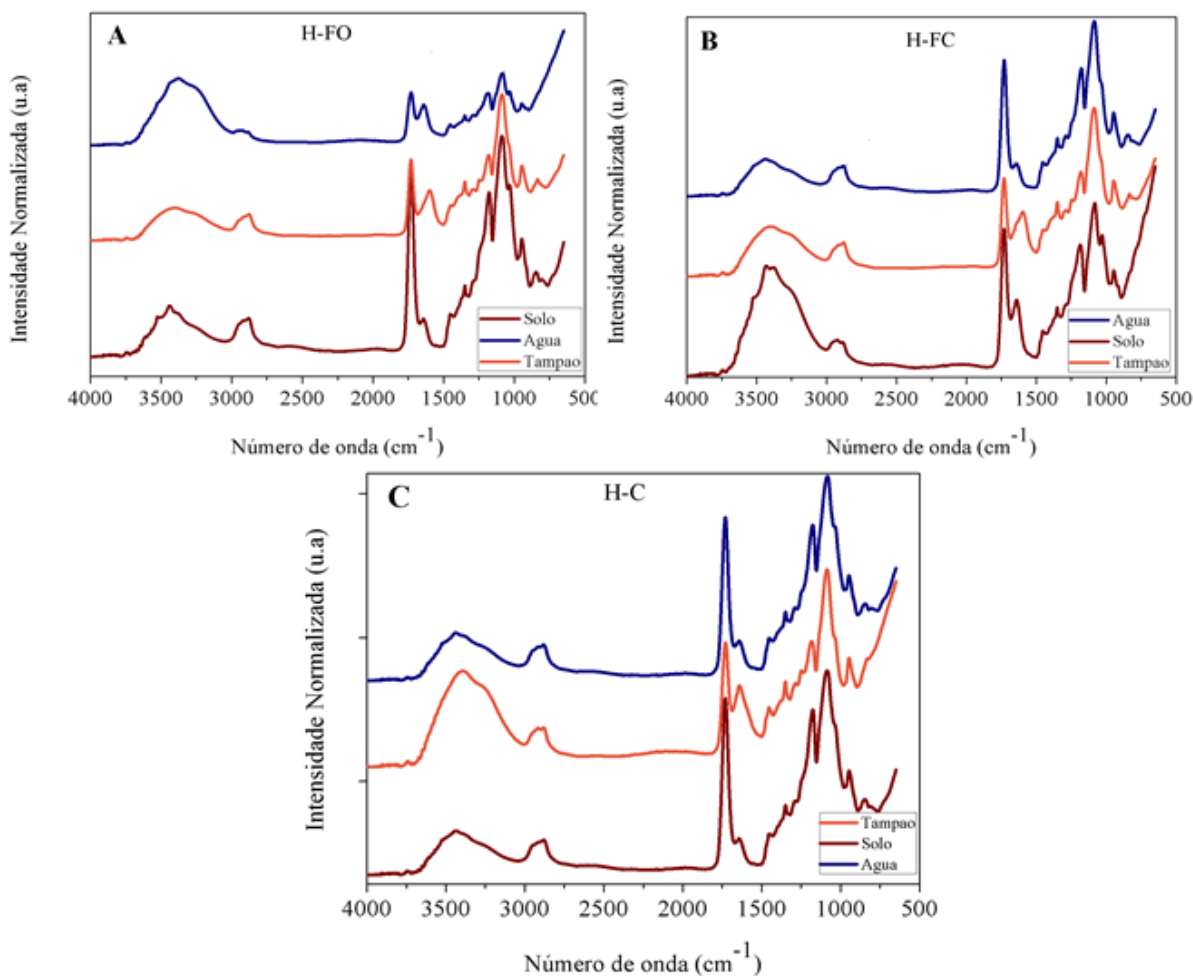 A
H-FO
Intensidade Normalizada (u.a)
Solo
Agua
Tampao
4000 3500 3000 2500 2000 1500 1000 500
Número de onda (cm-1)
B
H-FC
Intensidade Normalizada (u.a)
Agua
Solo
Tampao
4000 3500 3000 2500 2000 1500 1000 500
Número de onda (cm-1)
C
H-C
Intensidade Normalizada (u.a)
Tampao
Solo
Agua
4000 3500 3000 2500 2000 1500 1000 500
Número de onda (cm-1)